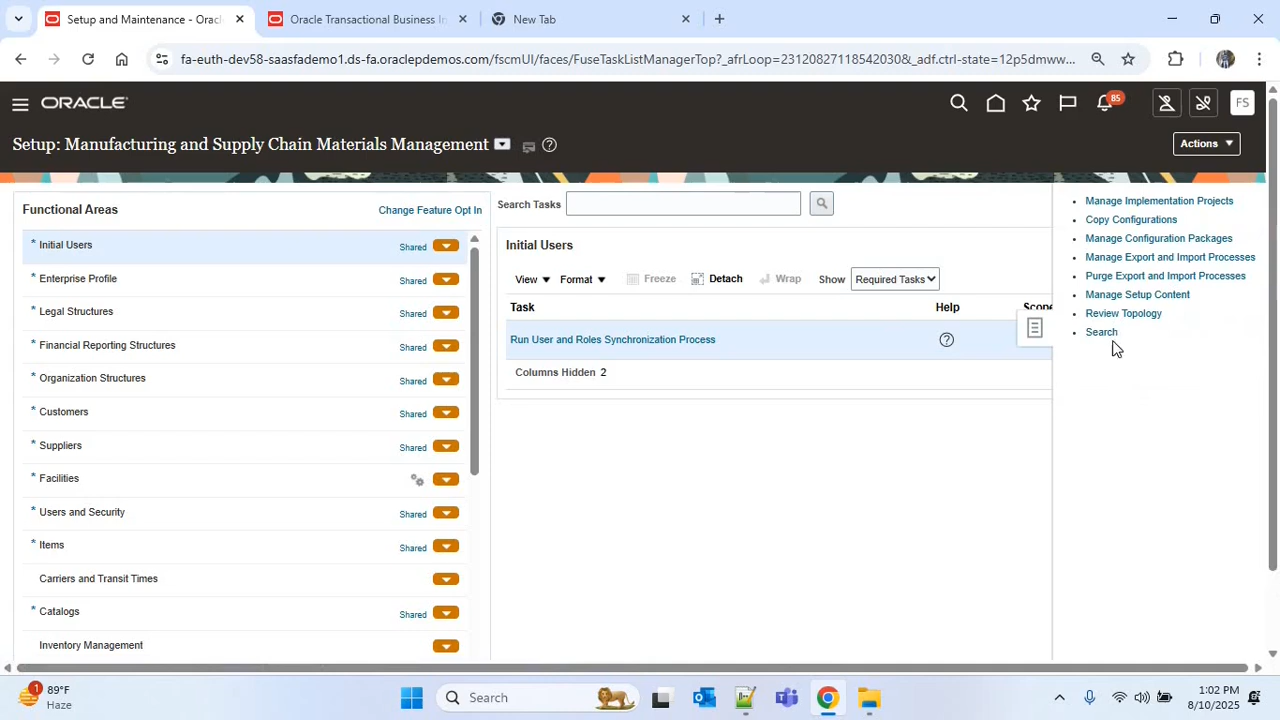 Setup and Maintenance - Orac
Oracle Transactional Business In
New Tab
fa-euth-dev58-saasfademo1.ds-fa.oraclepdemos.com/fscmUI/faces/FuseTaskListManagerTop?_afrLoop=23120827118542030&_adf.ctrl-state=12p5dmww...
ORACLE
85
FS
Setup: Manufacturing and Supply Chain Materials Management
Actions
Functional Areas
Change Feature Opt In
* Initial Users Shared
* Enterprise Profile Shared
* Legal Structures Shared
* Financial Reporting Structures Shared
* Organization Structures Shared
* Customers Shared
* Suppliers Shared
* Facilities
* Users and Security Shared
* Items Shared
Carriers and Transit Times
* Catalogs Shared
Inventory Management
Search Tasks
Initial Users
View Format Freeze Detach Wrap Show Required Tasks
Task Help Scope
Run User and Roles Synchronization Process
Columns Hidden 2
Manage Implementation Projects
Copy Configurations
Manage Configuration Packages
Manage Export and Import Processes
Purge Export and Import Processes
Manage Setup Content
Review Topology
Search
1
89°F
Haze
Search
1:02 PM
8/10/2025